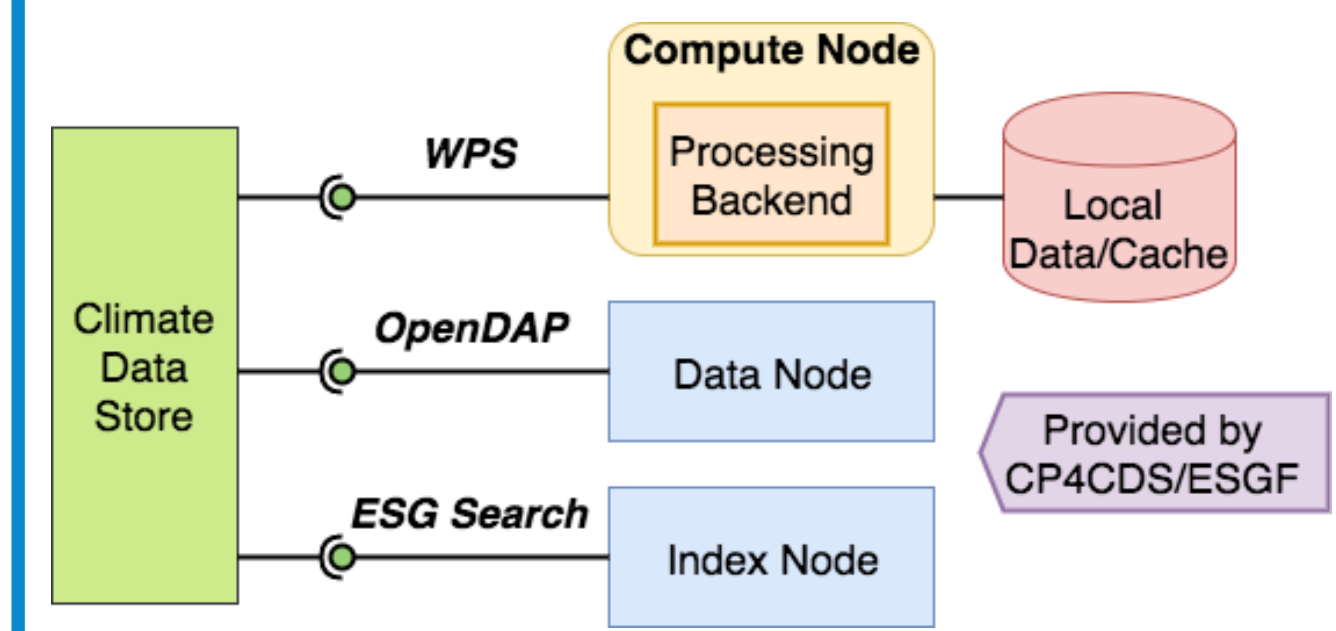 Compute Node
Processing
Backend
WPS
Local
Data/Cache
Climate
Data
Store
OpenDAP
Data Node
Provided by
CP4CDS/ESGF
ESG Search
Index Node